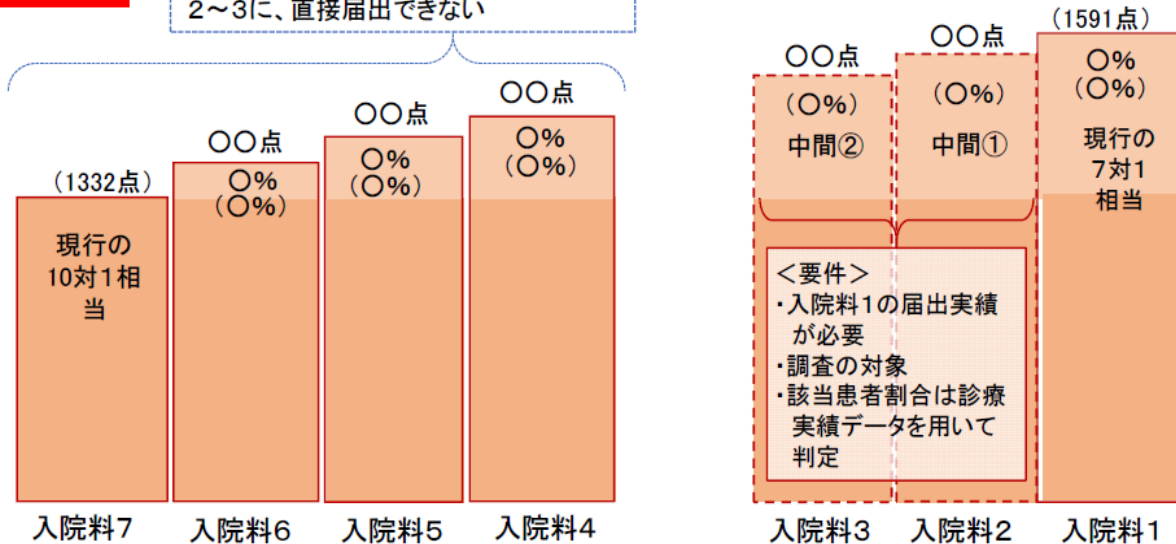 2~3に、直接届出できない
(1332点)
現行の
10対1相
当
入院料7
〇〇点
〇%
(〇%)
入院料6
〇〇点
〇%
(〇%)
入院料5
〇〇点
〇%
(〇%)
入院料4
〇〇点
(〇%)
中間②
入院料3
〇〇点
(〇%)
中間①
入院料2
(1591点)
〇%
(〇%)
現行の
7対1
相当
入院料1
<要件>
・入院料1の届出実績
が必要
・調査の対象
・該当患者割合は診療
実績データを用いて
判定